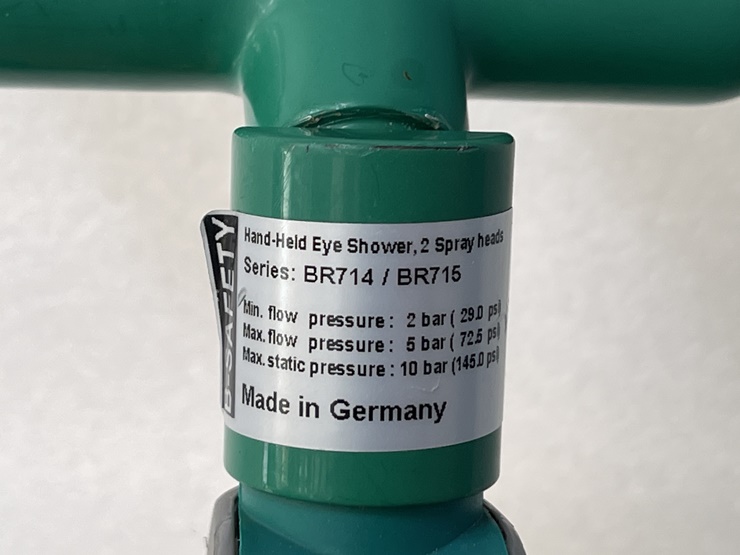 B-SAFETY
Hand-Held Eye Shower, 2 Spray heads
Series: BR714 / BR715
Min. flow pressure: 2 bar ( 29.0 psi)
Max. flow pressure: 5 bar ( 72.5 psi)
Max. static pressure: 10 bar (145.0 psi)
Made in Germany